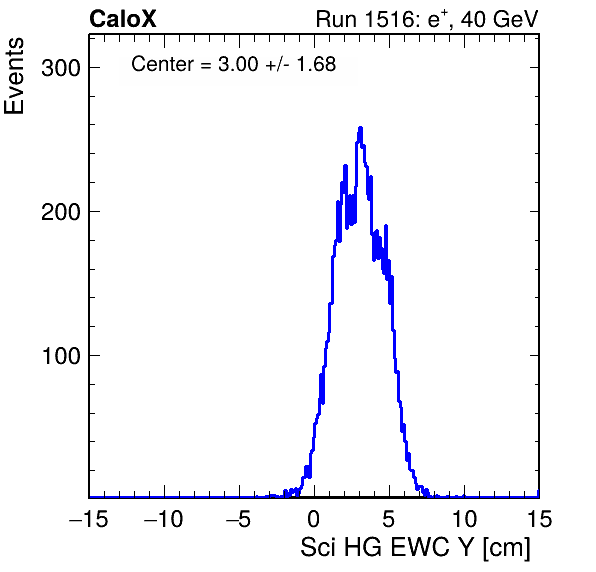 CaloX Run 1516: e⁺, 40 GeV
Events
Center = 3.00 +/- 1.68
300
200
100
−15 −10 −5 0 5 10 15
Sci HG EWC Y [cm]